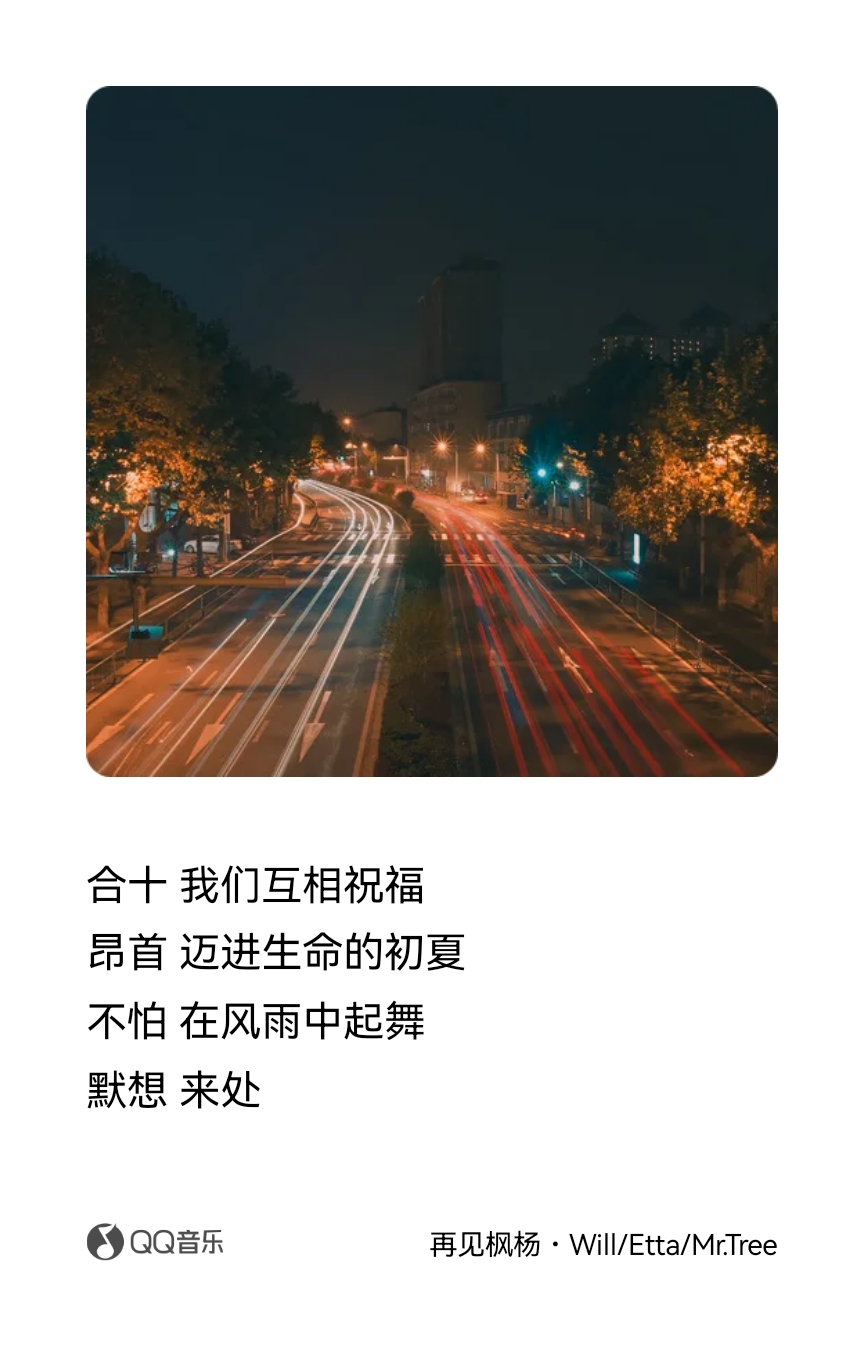 合十 我们互相祝福
昂首 迈进生命的初夏
不怕 在风雨中起舞
默想 来处
QQ音乐
再见枫杨・Will/Etta/Mr.Tree